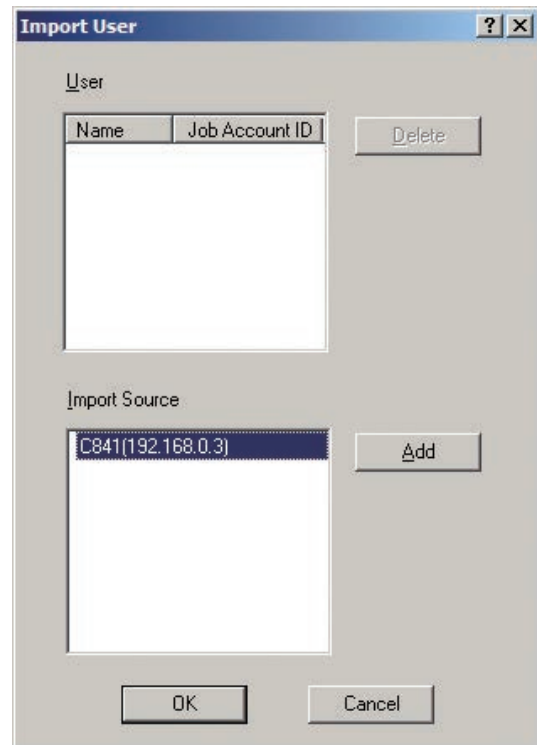 Import User
User
Name Job Account ID
Delete
Import Source
C841(192.168.0.3)
Add
OK Cancel